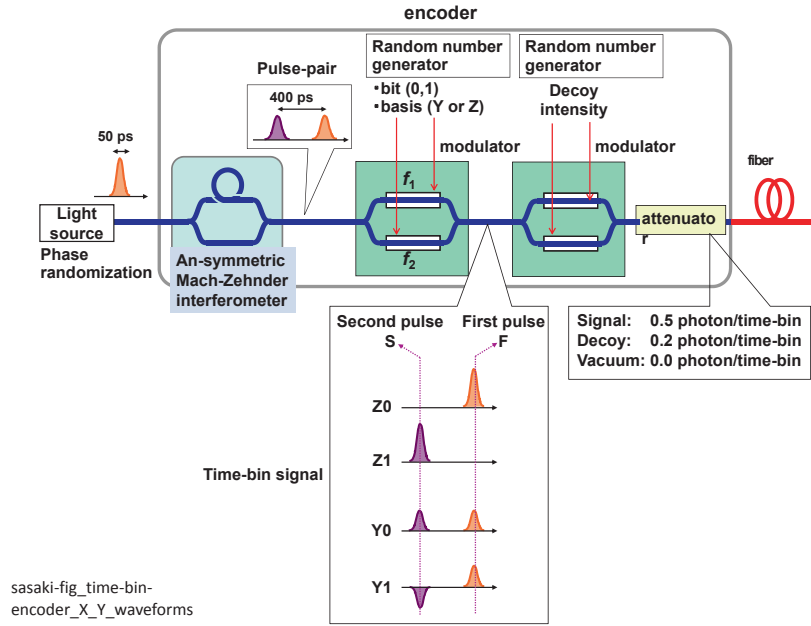 encoder
Random number
generator
•bit (0,1)
•basis (Y or Z)
Random number
generator
Decoy
intensity
Pulse-pair
400 ps
50 ps
modulator
modulator
fiber
f1
f2
Light
source
Phase
randomization
An-symmetric
Mach-Zehnder
interferometer
attenuato
r
Signal: 0.5 photon/time-bin
Decoy: 0.2 photon/time-bin
Vacuum: 0.0 photon/time-bin
Second pulse
S
First pulse
F
Z0
Z1
Time-bin signal
Y0
Y1
sasaki-fig_time-bin-
encoder_X_Y_waveforms